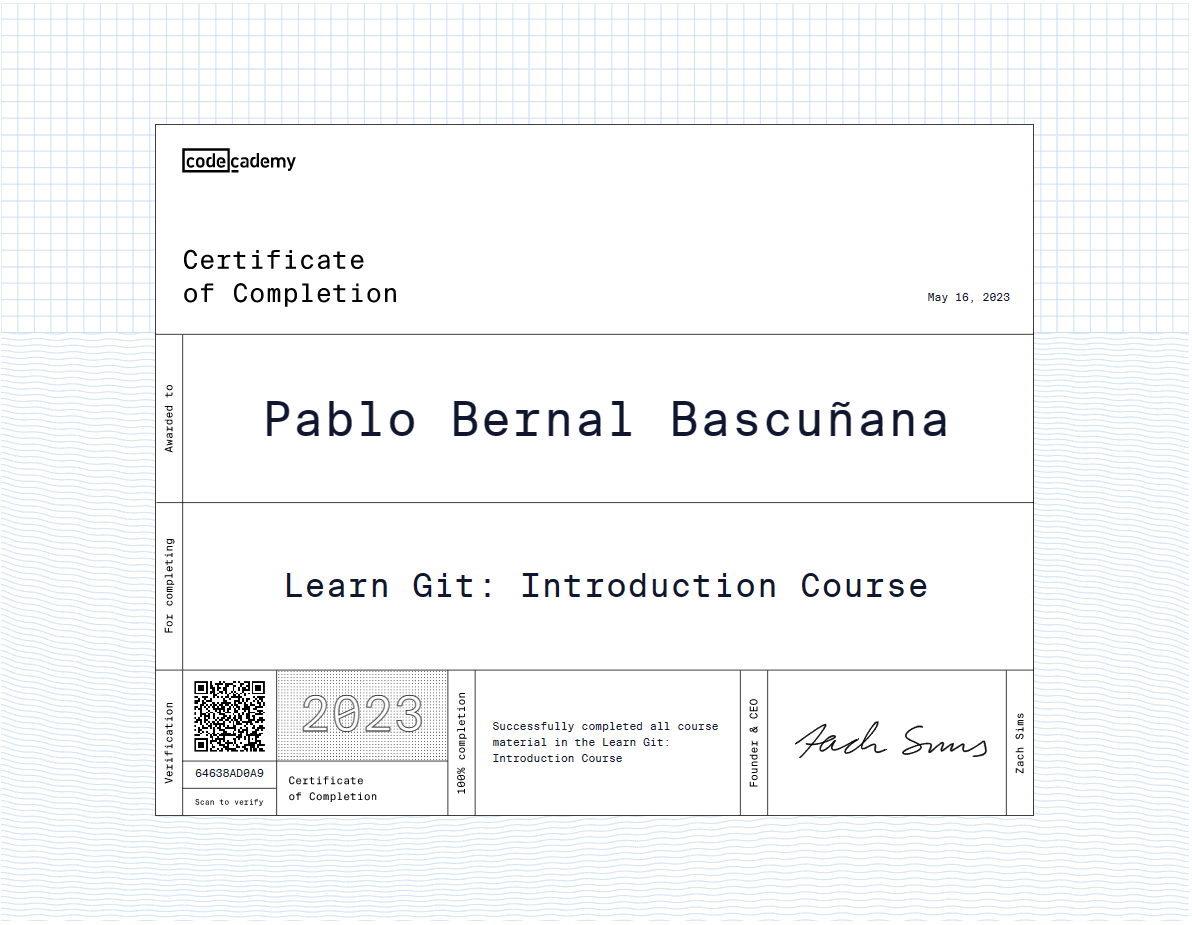 codecademy
Certificate
of Completion
May 16, 2023
Awarded to
Pablo Bernal Bascuñana
For completing
Learn Git: Introduction Course
Verification
64638AD0A9
Scan to verify
2023
Certificate
of Completion
100% completion
Successfully completed all course
material in the Learn Git:
Introduction Course
Founder & CEO
Zach Sims
Zach Sims